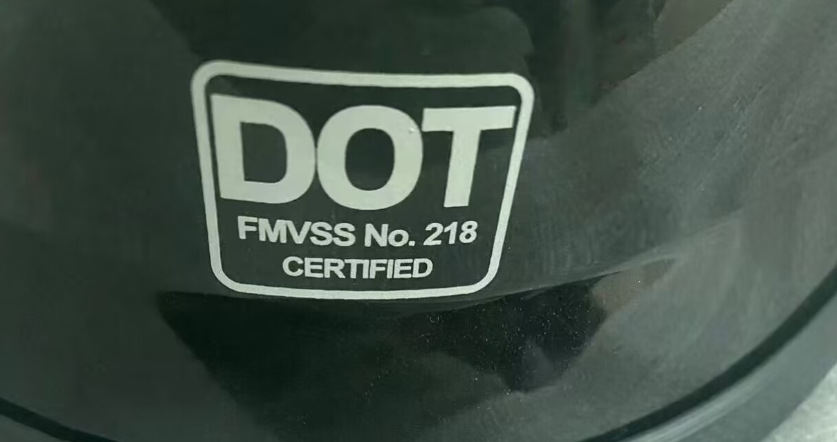 DOT
FMVSS No. 218
CERTIFIED